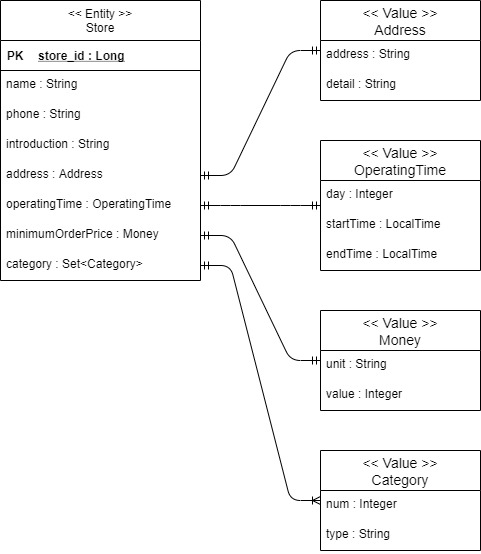 << Entity >>
Store
PK store_id : Long
name : String
phone : String
introduction : String
address : Address
operatingTime : OperatingTime
minimumOrderPrice : Money
category : Set<Category>
<< Value >>
Address
address : String
detail : String
<< Value >>
OperatingTime
day : Integer
startTime : LocalTime
endTime : LocalTime
<< Value >>
Money
unit : String
value : Integer
<< Value >>
Category
num : Integer
type : String